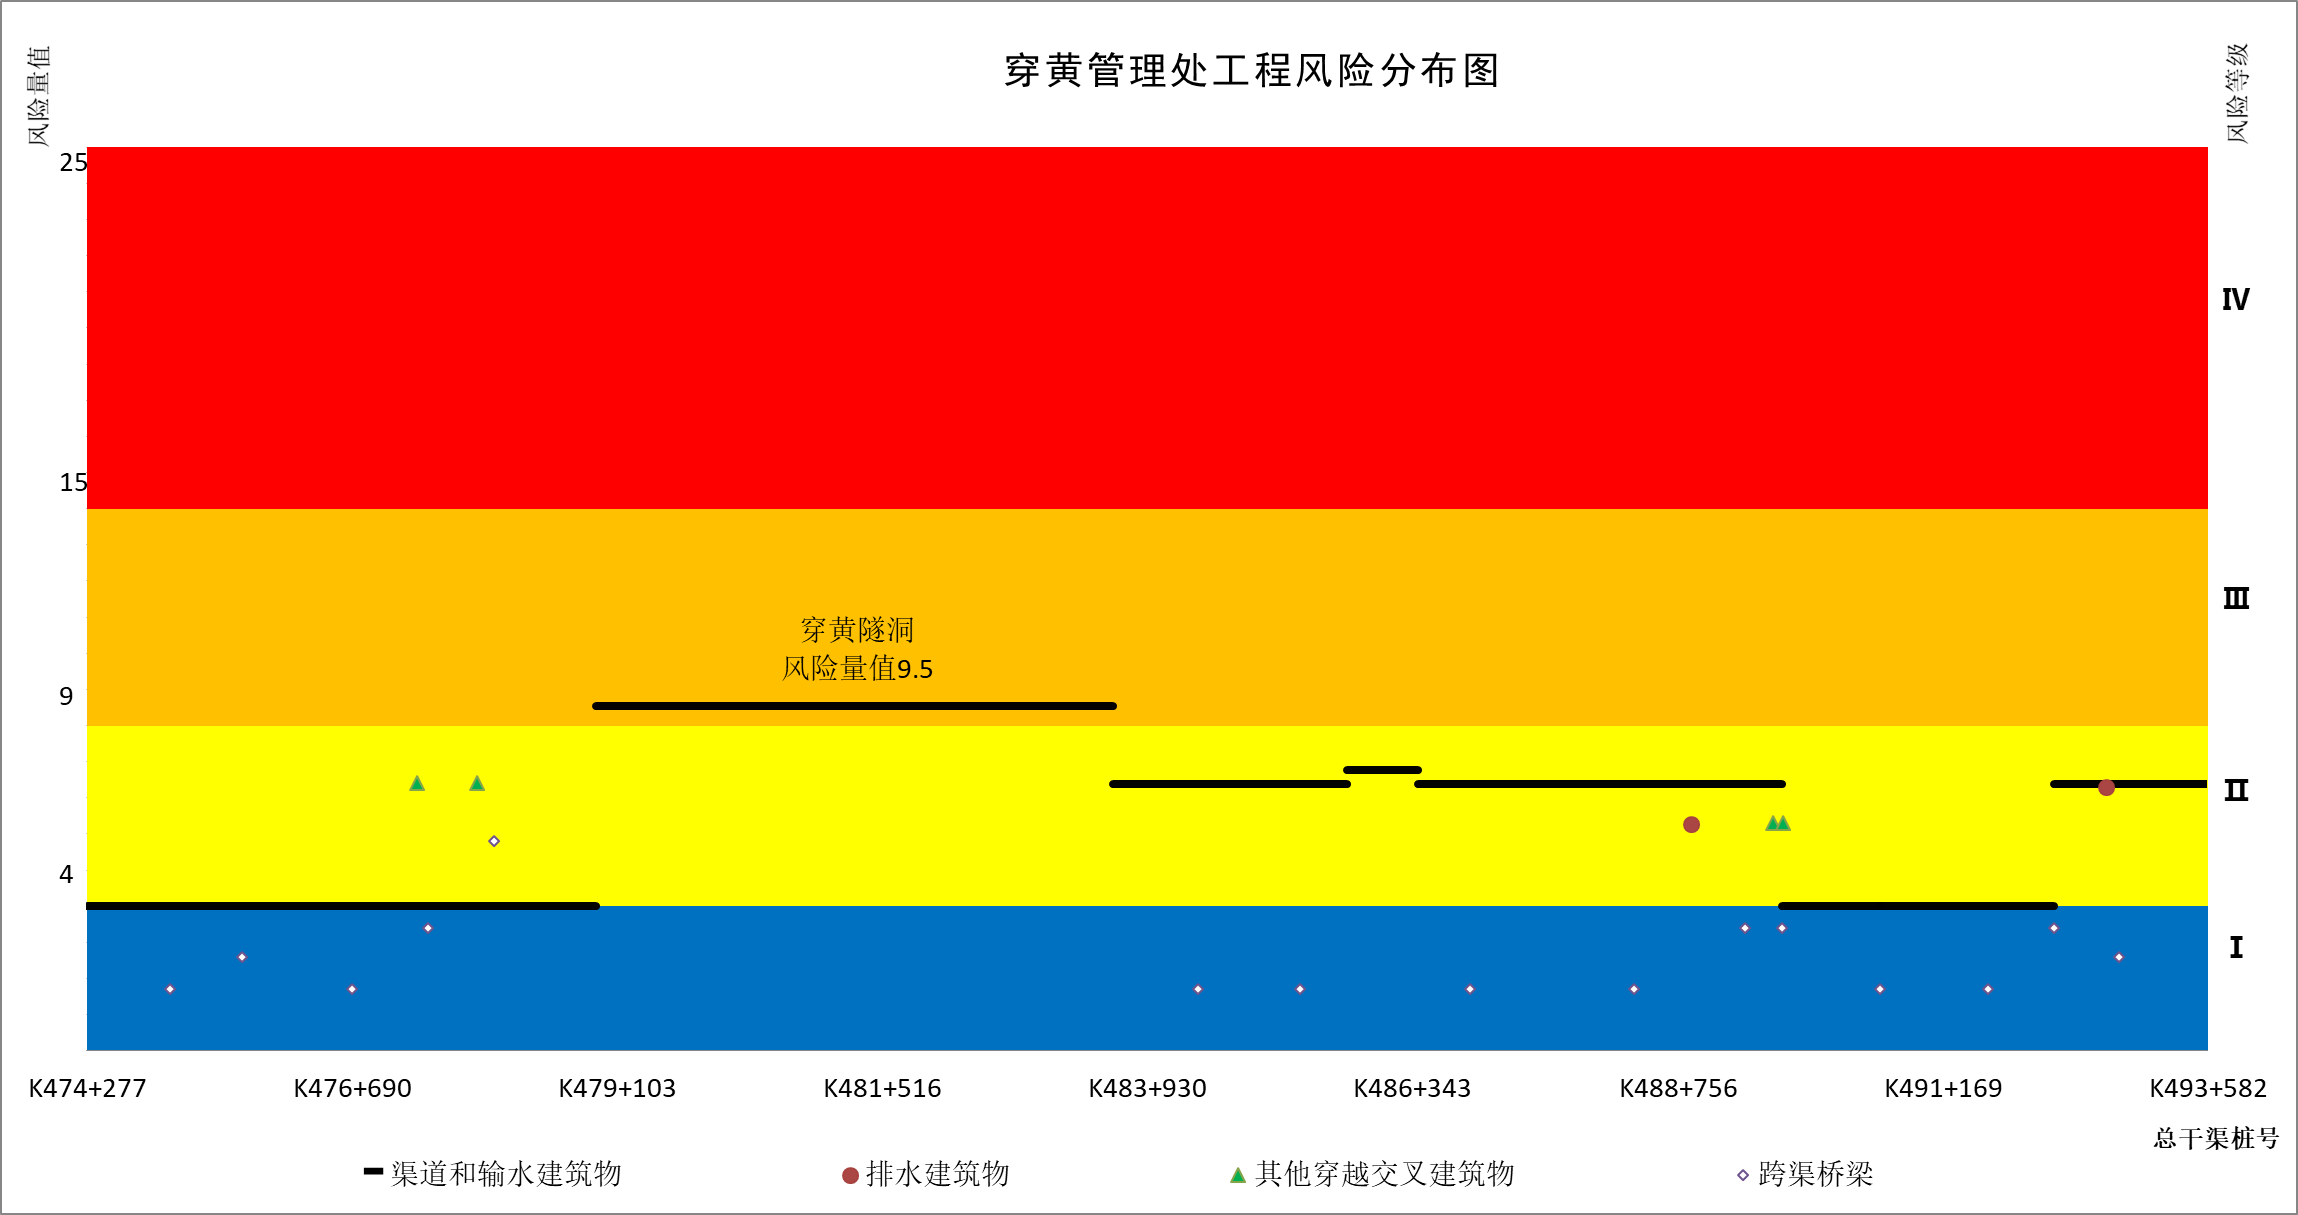 穿黄管理处工程风险分布图
风险量值
风险等级
25
15
9
4
IV
III
II
I
穿黄隧洞
风险量值9.5
K474+277 K476+690 K479+103 K481+516 K483+930 K486+343 K488+756 K491+169 K493+582
总干渠桩号
渠道和输水建筑物 排水建筑物 其他穿越交叉建筑物 跨渠桥梁